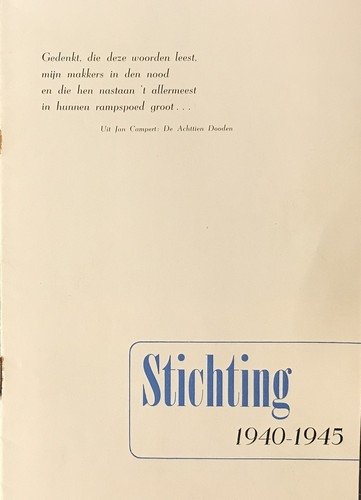 Gedenkt, die deze woorden leest,
mijn makkers in den nood
en die hen nastaan 't allermeest
in hunnen rampspoed groot...
Uit Jan Campert: De Achttien Dooden
Stichting
1940-1945